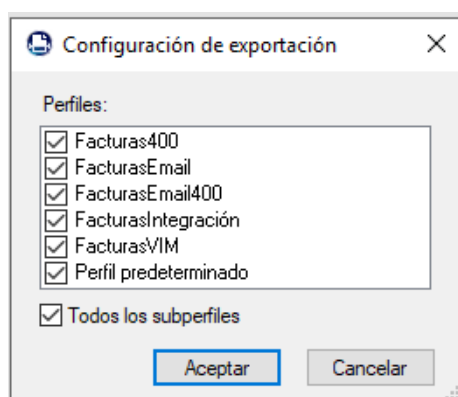 Configuración de exportación
Perfiles:
Facturas400
FacturasEmail
FacturasEmail400
FacturasIntegración
FacturasVIM
Perfil predeterminado
Todos los subperfiles
Aceptar Cancelar